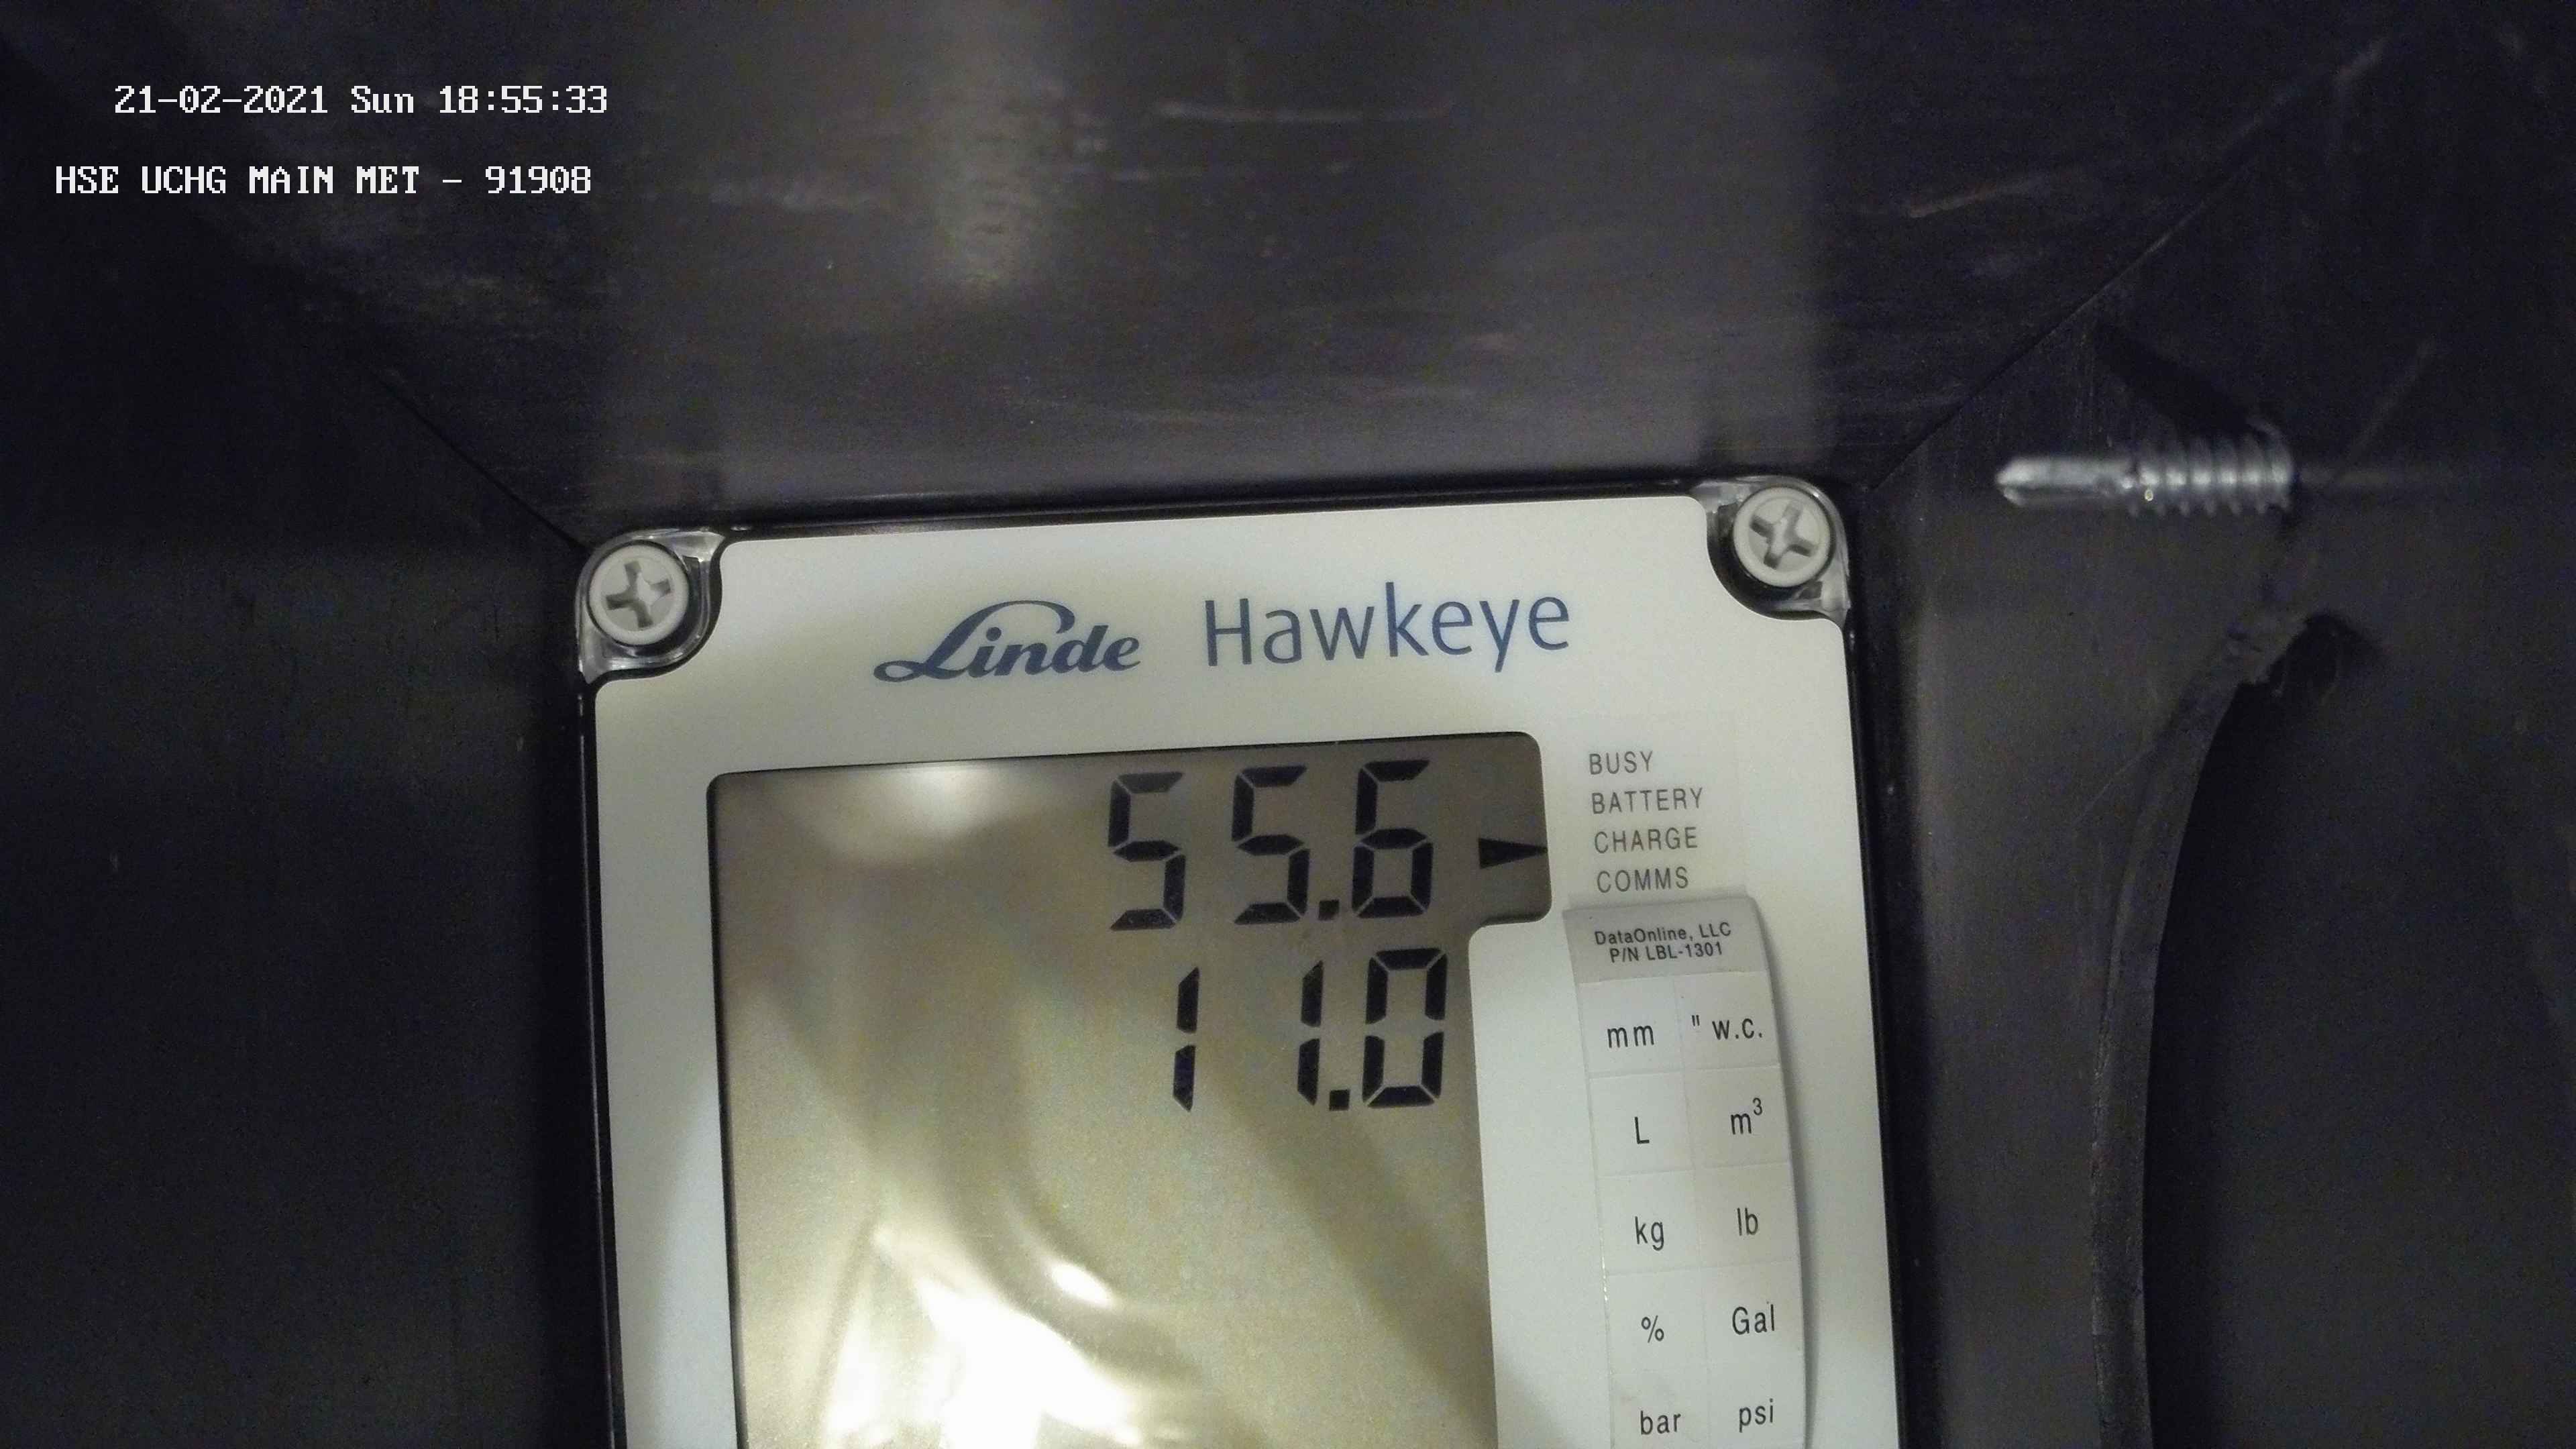 21-02-2021 Sun 18:55:33
HSE UCHG MAIN MET - 91908
Linde Hawkeye
55.6
11.0
BUSY
BATTERY
CHARGE
COMMS
DataOnline, LLC
P/N LBL-1301
mm " w.c.
L m³
kg lb
% Gal
bar psi